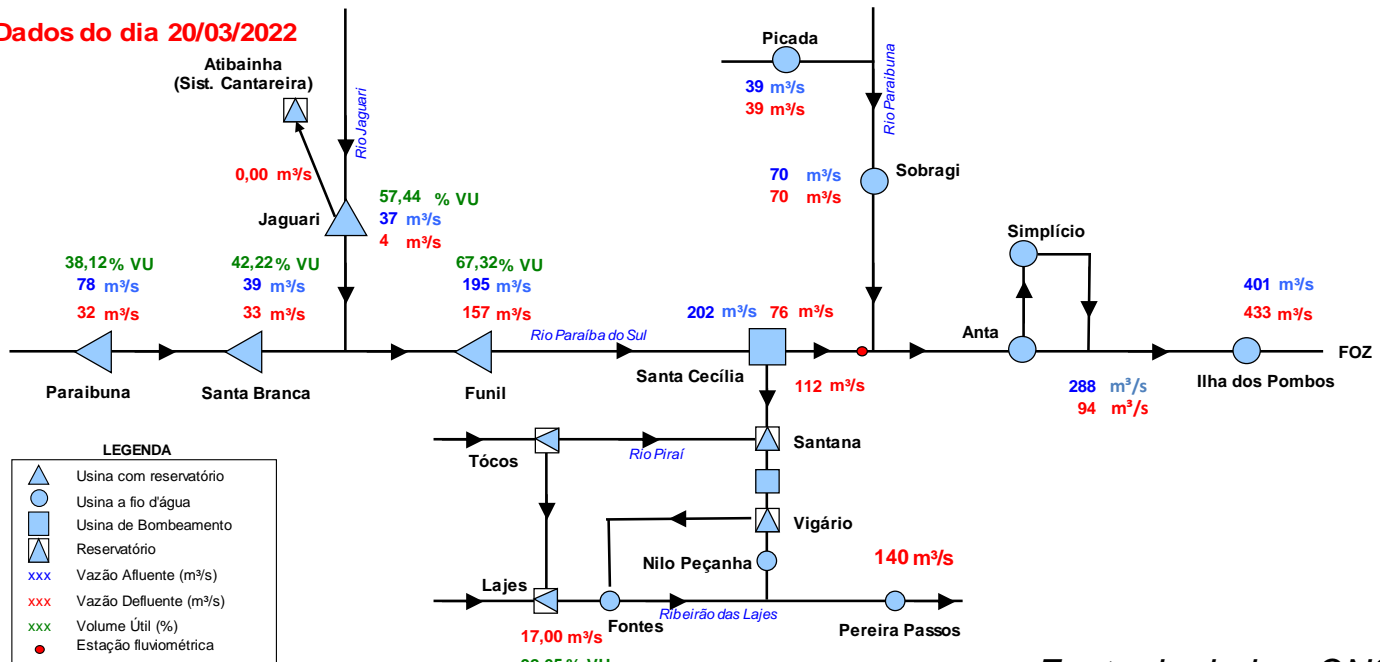 Dados do dia 20/03/2022
Atibainha
(Sist. Cantareira)
Rio Jaguari
0,00 m³/s
Jaguari
57,44 % VU
37 m³/s
4 m³/s
Picada
39 m³/s
39 m³/s
Rio Paraibuna
70 m³/s
70 m³/s
Sobragi
38,12% VU
78 m³/s
32 m³/s
Paraibuna
42,22% VU
39 m³/s
33 m³/s
Santa Branca
67,32% VU
195 m³/s
157 m³/s
Funil
Rio Paraíba do Sul
202 m³/s 76 m³/s
Santa Cecília
112 m³/s
Simplício
Anta
288 m³/s
94 m³/s
401 m³/s
433 m³/s
Ilha dos Pombos
FOZ
Tócos
Rio Piraí
Santana
Vigário
Nilo Peçanha
140 m³/s
Lajes
Fontes
Ribeirão das Lajes
Pereira Passos
17,00 m³/s
LEGENDA
Usina com reservatório
Usina a fio d'água
Usina de Bombeamento
Reservatório
xxx Vazão Afluente (m³/s)
xxx Vazão Defluente (m³/s)
xxx Volume Útil (%)
Estação fluviométrica